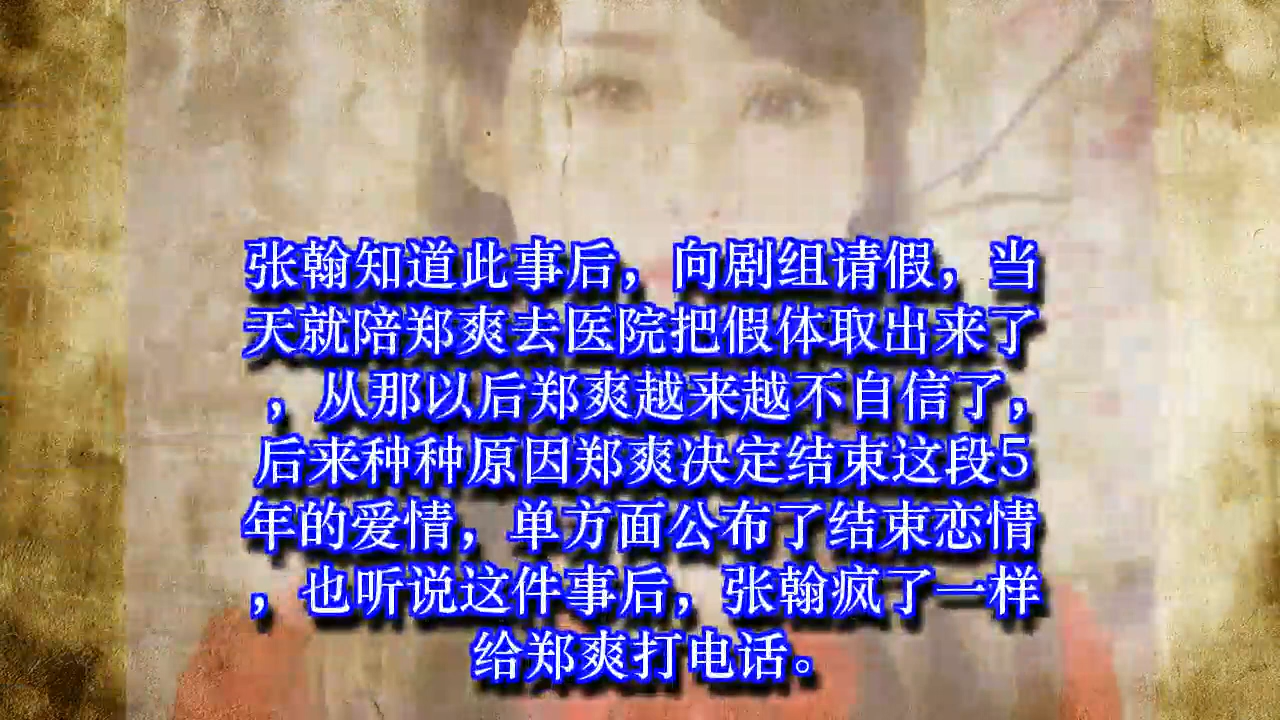 张翰知道此事后，向剧组请假，当
天就陪郑爽去医院把假体取出来了
，从那以后郑爽越来越不自信了，
后来种种原因郑爽决定结束这段5
年的爱情，单方面公布了结束恋情
，也听说这件事后，张翰疯了一样
给郑爽打电话。